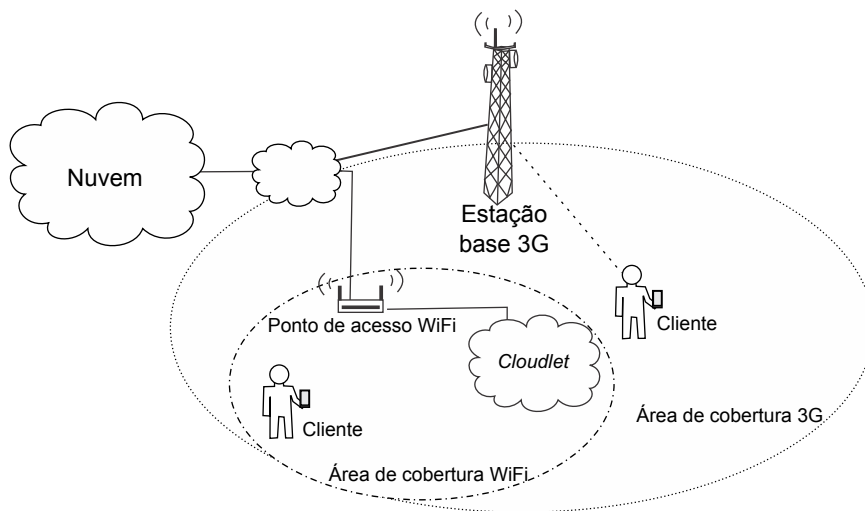 Nuvem
Estação
base 3G
Ponto de acesso WiFi
Cliente
Cloudlet
Cliente
Área de cobertura 3G
Área de cobertura WiFi